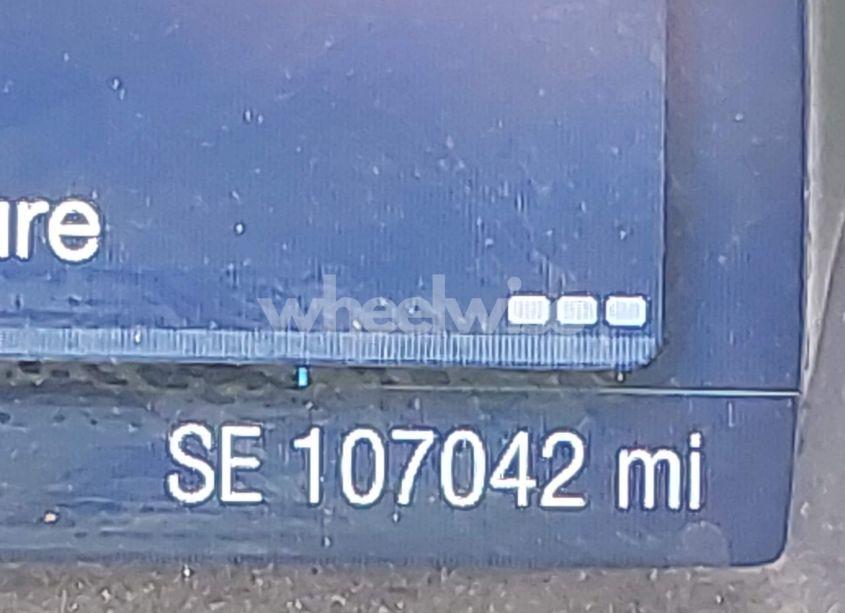 ure
wheelwise
SE 107042 mi